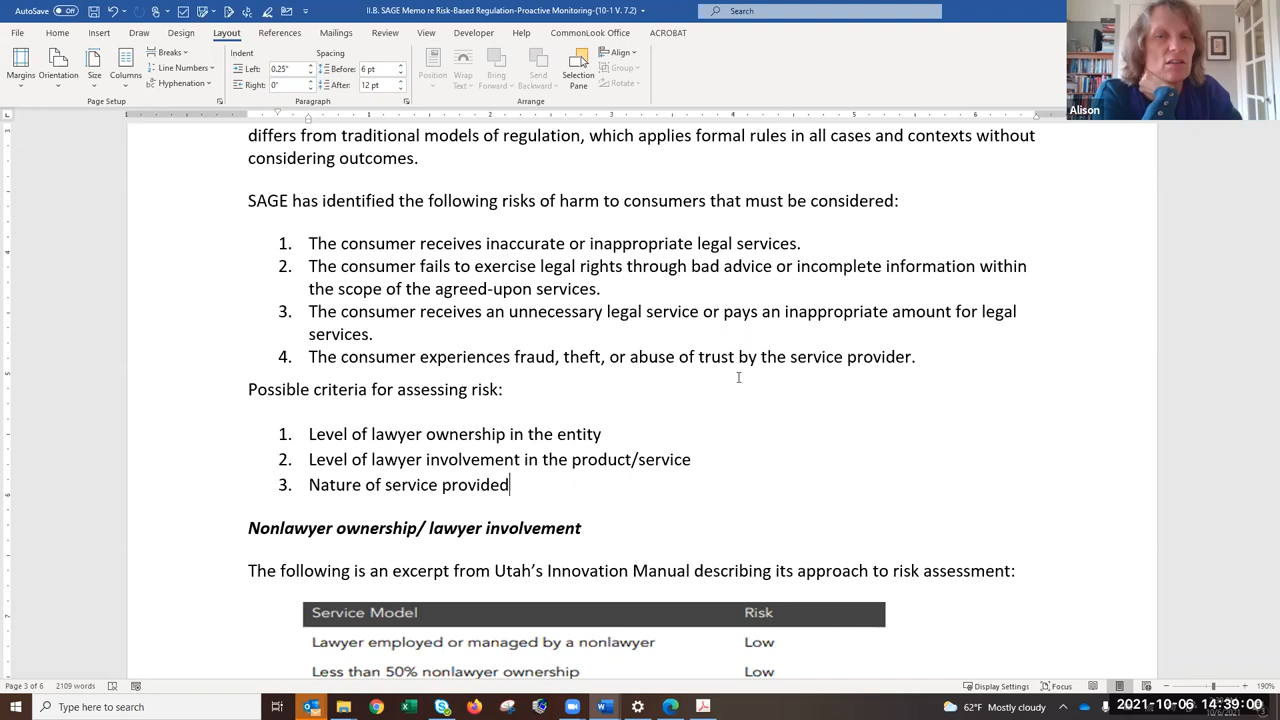 AutoSave Off II.B. SAGE Memo re Risk-Based Regulation-Proactive Monitoring-(10-1 V. 7.2) Search
File Home Insert Draw Design Layout References Mailings Review View Developer Help CommonLook Office ACROBAT
Margins Orientation Size Columns Breaks Line Numbers Hyphenation
Indent Spacing
Left: 0.25" Before: 6 pt
Right: 0" After: 12 pt
Position Wrap Text Bring Forward Send Backward Selection Pane Align Group Rotate
Page Setup Paragraph Arrange
Alison
differs from traditional models of regulation, which applies formal rules in all cases and contexts without
considering outcomes.
SAGE has identified the following risks of harm to consumers that must be considered:
1. The consumer receives inaccurate or inappropriate legal services.
2. The consumer fails to exercise legal rights through bad advice or incomplete information within
the scope of the agreed-upon services.
3. The consumer receives an unnecessary legal service or pays an inappropriate amount for legal
services.
4. The consumer experiences fraud, theft, or abuse of trust by the service provider.
Possible criteria for assessing risk:
1. Level of lawyer ownership in the entity
2. Level of lawyer involvement in the product/service
3. Nature of service provided
Nonlawyer ownership/ lawyer involvement
The following is an excerpt from Utah's Innovation Manual describing its approach to risk assessment:
Service Model Risk
Lawyer employed or managed by a nonlawyer Low
Less than 50% nonlawyer ownership Low
Page 3 of 6 2109 words Display Settings Focus 190%
Type here to search 62°F Mostly cloudy
2021-10-06 14:39:00